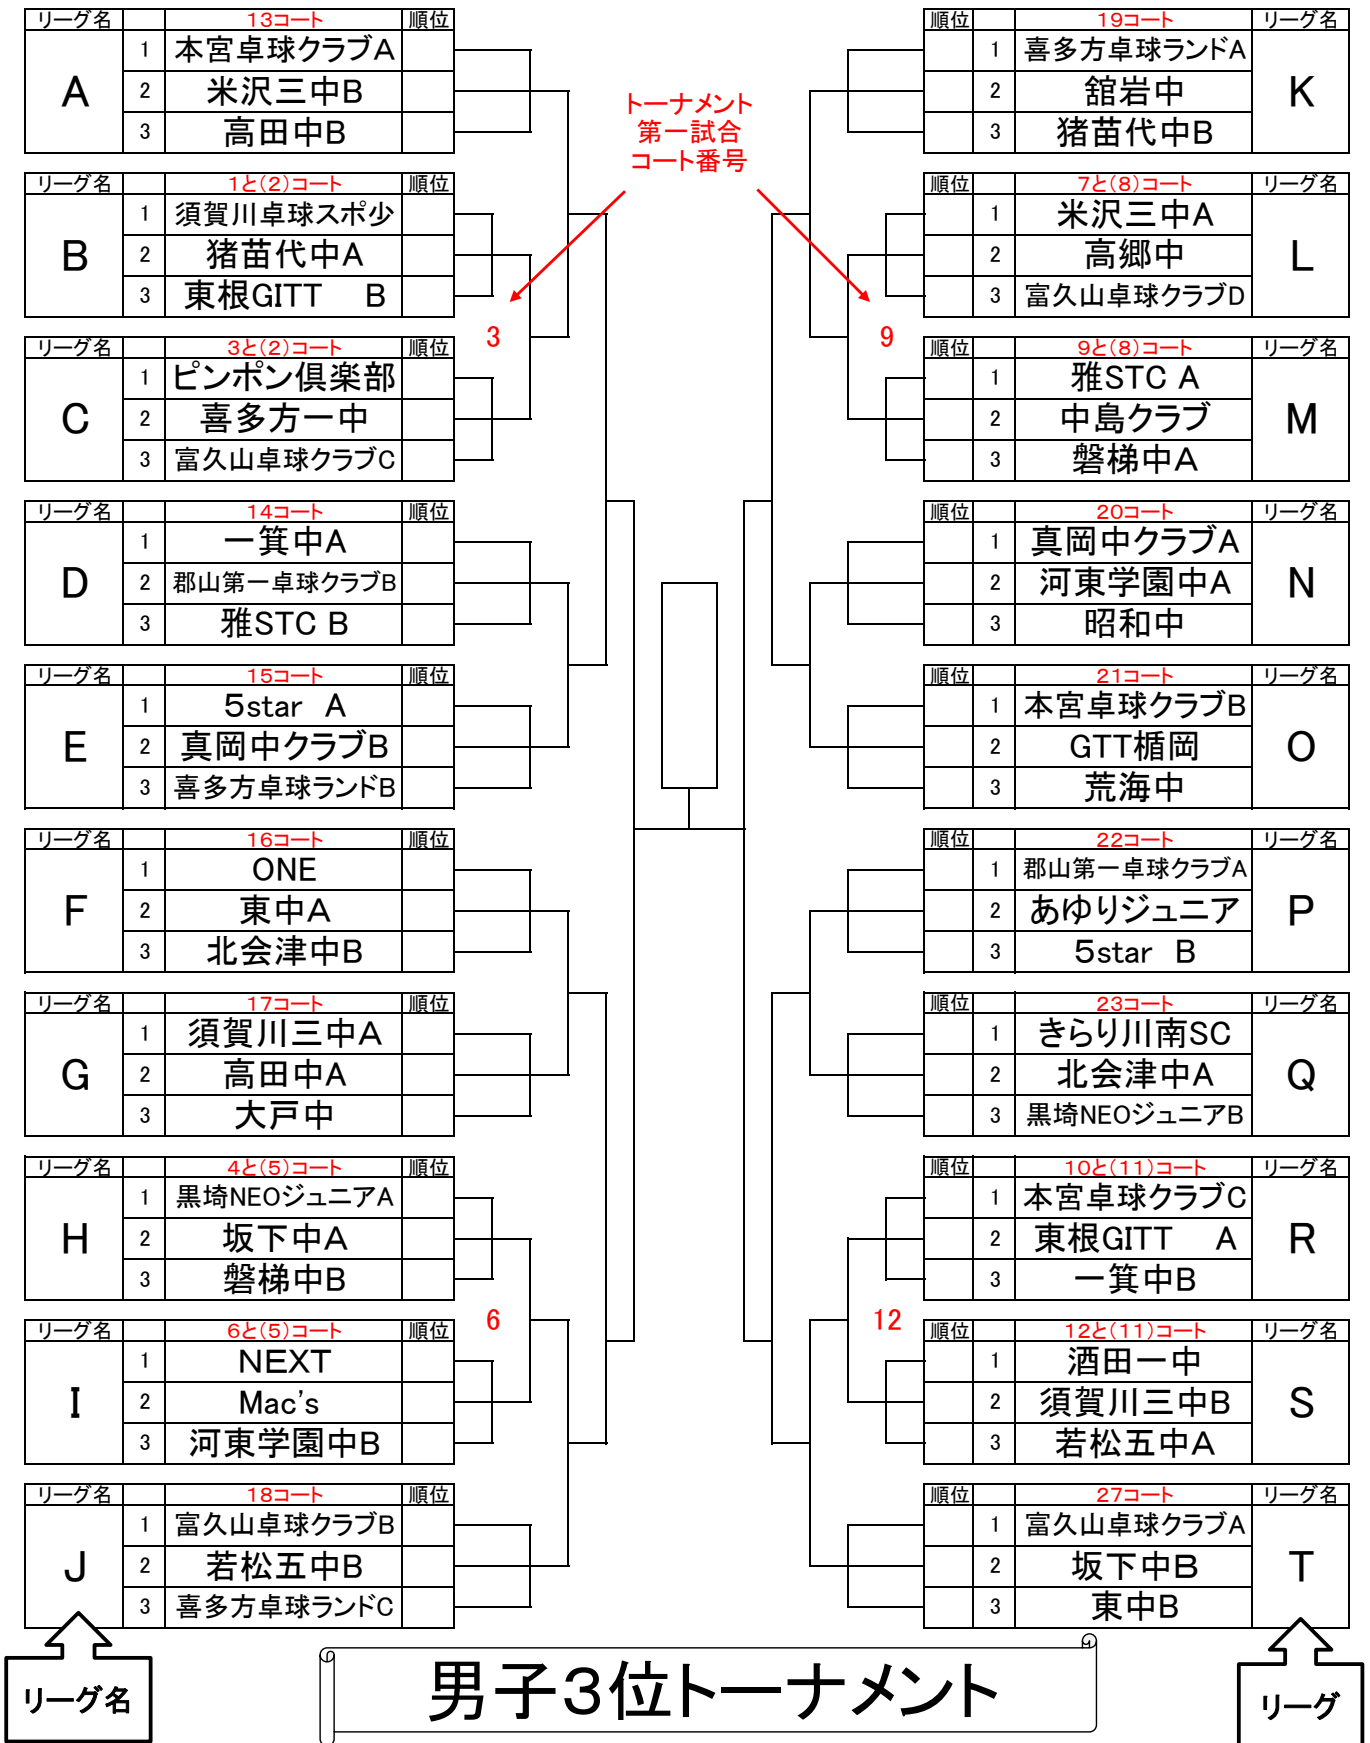 リーグ名 13コート 順位
A
1 本宮卓球クラブA
2 米沢三中B
3 高田中B
リーグ名 1と(2)コート 順位
B
1 須賀川卓球スポ少
2 猪苗代中A
3 東根GITT B
リーグ名 3と(2)コート 順位
C
1 ピンポン倶楽部
2 喜多方一中
3 富久山卓球クラブC
リーグ名 14コート 順位
D
1 一箕中A
2 郡山第一卓球クラブB
3 雅STC B
リーグ名 15コート 順位
E
1 5star A
2 真岡中クラブB
3 喜多方卓球ランドB
リーグ名 16コート 順位
F
1 ONE
2 東中A
3 北会津中B
リーグ名 17コート 順位
G
1 須賀川三中A
2 高田中A
3 大戸中
リーグ名 4と(5)コート 順位
H
1 黒埼NEOジュニアA
2 坂下中A
3 磐梯中B
リーグ名 6と(5)コート 順位
I
1 NEXT
2 Mac's
3 河東学園中B
リーグ名 18コート 順位
J
1 富久山卓球クラブB
2 若松五中B
3 喜多方卓球ランドC
リーグ名
トーナメント
第一試合
コート番号
3
9
6
12
順位 19コート リーグ名
K
1 喜多方卓球ランドA
2 舘岩中
3 猪苗代中B
順位 7と(8)コート リーグ名
L
1 米沢三中A
2 高郷中
3 富久山卓球クラブD
順位 9と(8)コート リーグ名
M
1 雅STC A
2 中島クラブ
3 磐梯中A
順位 20コート リーグ名
N
1 真岡中クラブA
2 河東学園中A
3 昭和中
順位 21コート リーグ名
O
1 本宮卓球クラブB
2 GTT楯岡
3 荒海中
順位 22コート リーグ名
P
1 郡山第一卓球クラブA
2 あゆりジュニア
3 5star B
順位 23コート リーグ名
Q
1 きらり川南SC
2 北会津中A
3 黒埼NEOジュニアB
順位 10と(11)コート リーグ名
R
1 本宮卓球クラブC
2 東根GITT A
3 一箕中B
順位 12と(11)コート リーグ名
S
1 酒田一中
2 須賀川三中B
3 若松五中A
順位 27コート リーグ名
T
1 富久山卓球クラブA
2 坂下中B
3 東中B
リーグ
男子3位トーナメント